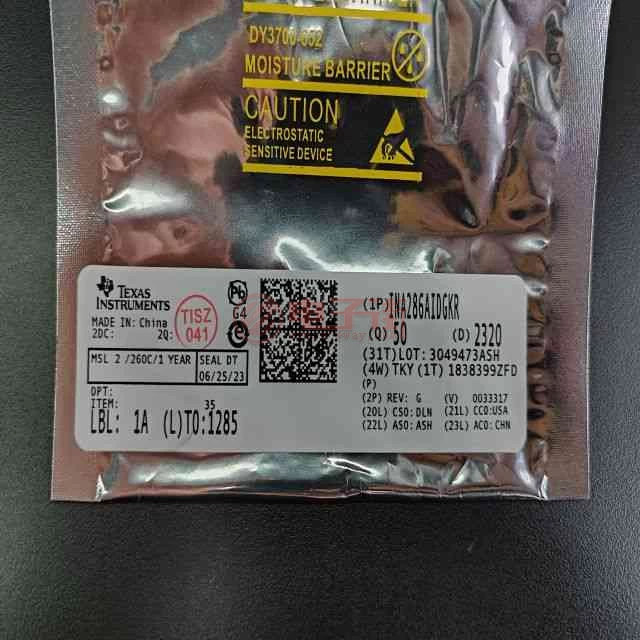 DY3700-352
MOISTURE BARRIER
CAUTION
ELECTROSTATIC
SENSITIVE DEVICE
TEXAS
INSTRUMENTS
MADE IN: China
2DC: 2Q:
TISZ
041
Pb
G4
e
MSL 2 /260C/1 YEAR
SEAL DT
06/25/23
OPT:
ITEM: 35
LBL: 1A (L)TO:1285
(1P)INA286AIDGKR
(Q) 50 (D) 2320
(31T)LOT: 3049473ASH
(4W) TKY (1T) 1838399ZFD
(P)
(2P) REV: G (V) 0033317
(20L) CSO: DLN (21L) CCO:USA
(22L) ASO: ASH (23L) ACO: CHN